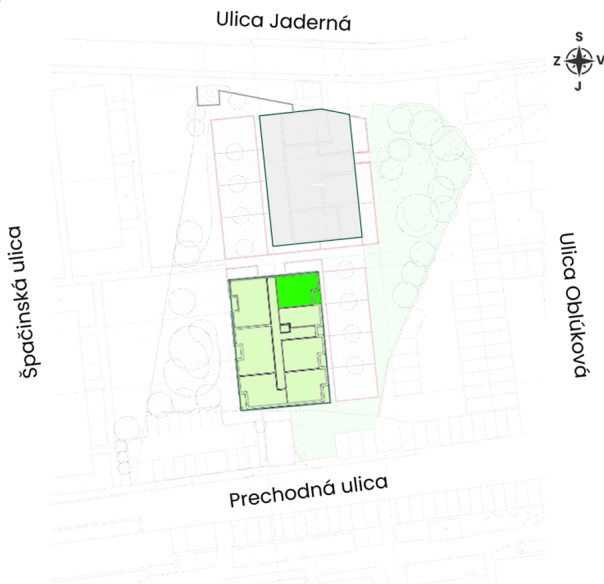 Ulica Jaderná
S
Z V
J
Špačinská ulica
Ulica Oblúková
Prechodná ulica